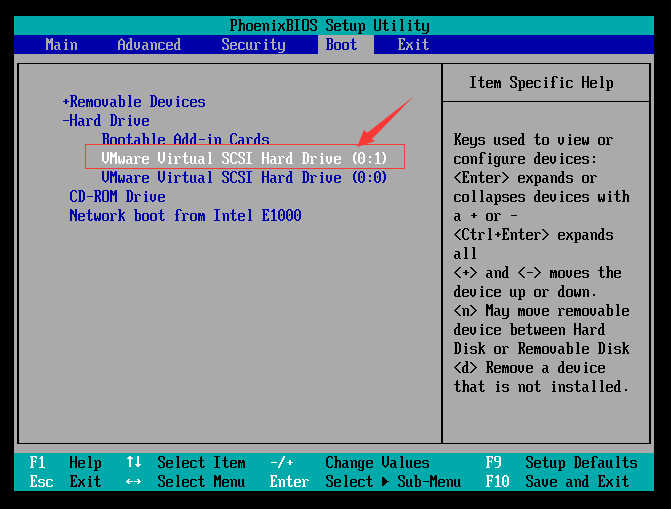 PhoenixBIOS Setup Utility
Main Advanced Security Boot Exit
Item Specific Help
+Removable Devices
-Hard Drive
Bootable Add-in Cards
VMware Virtual SCSI Hard Drive (0:1)
VMware Virtual SCSI Hard Drive (0:0)
CD-ROM Drive
Network boot from Intel E1000
Keys used to view or
configure devices:
<Enter> expands or
collapses devices with
a + or -
<Ctrl+Enter> expands
all
<+> and <-> moves the
device up or down.
<n> May move removable
device between Hard
Disk or Removable Disk
<d> Remove a device
that is not installed.
F1 Help ↑↓ Select Item -/+ Change Values F9 Setup Defaults
Esc Exit ↔ Select Menu Enter Select ▶ Sub-Menu F10 Save and Exit